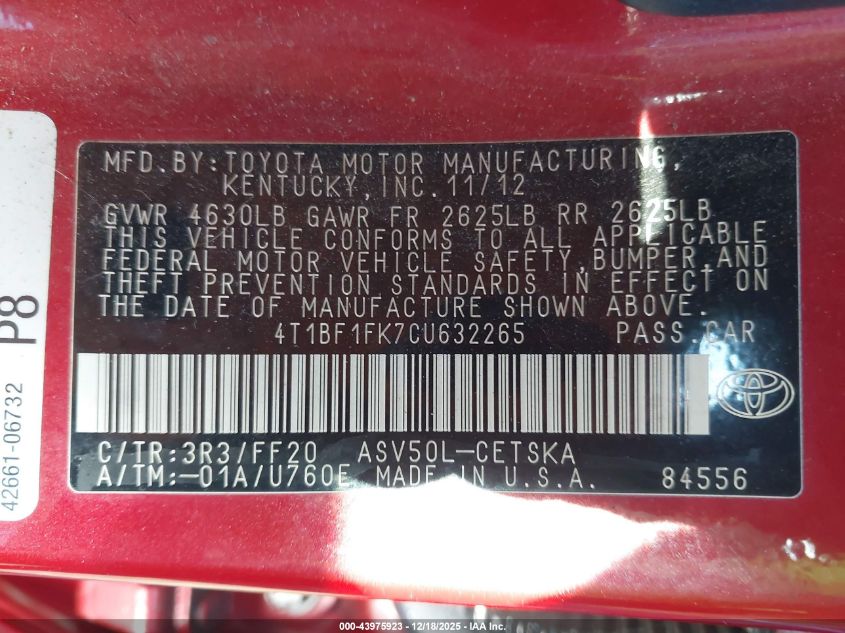 MFD.BY:TOYOTA MOTOR MANUFACTURING,
KENTUCKY,INC.11/12
GVWR 4630LB GAWR FR 2625LB RR 2625LB
THIS VEHICLE CONFORMS TO ALL APPLICABLE
FEDERAL MOTOR VEHICLE SAFETY,BUMPER,AND
THEFT PREVENTION STANDARDS IN EFFECT ON
THE DATE OF MANUFACTURE SHOWN ABOVE.
4T1BF1FK7CU632265 PASS.CAR
C/TR:3R3/FF20 ASV50L-CETSKA
A/TM:-01A/U760E MADE IN U.S.A. 84556
42661-06732
P8
000-43975923 - 12/18/2025 - IAA Inc.